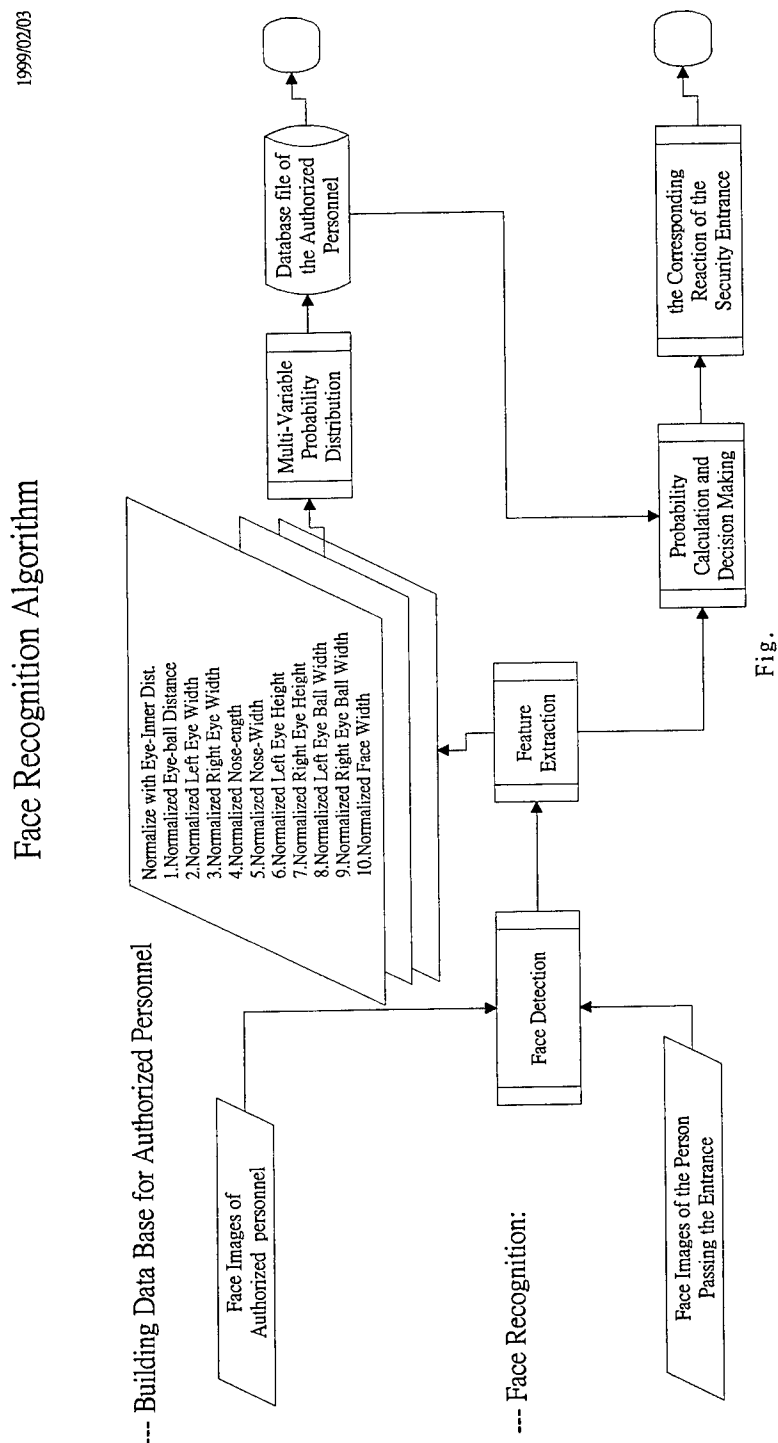 1999/02/03
Face Recognition Algorithm
--- Building Data Base for Authorized Personnel
Face Images of
Authorized personnel
Normalize with Eye-Inner Dist.
1.Normalized Eye-ball Distance
2.Normalized Left Eye Width
3.Normalized Right Eye Width
4.Normalized Nose-ength
5.Normalized Nose-Width
6.Normalized Left Eye Height
7.Normalized Right Eye Height
8.Normalized Left Eye Ball Width
9.Normalized Right Eye Ball Width
10.Normalized Face Width
Multi-Variable
Probability
Distribution
Database file of
the Authorized
Personnel
--- Face Recognition:
Face Detection
Feature
Extraction
Face Images of the Person
Passing the Entrance
Probability
Calculation and
Decision Making
the Corresponding
Reaction of the
Security Entrance
Fig.